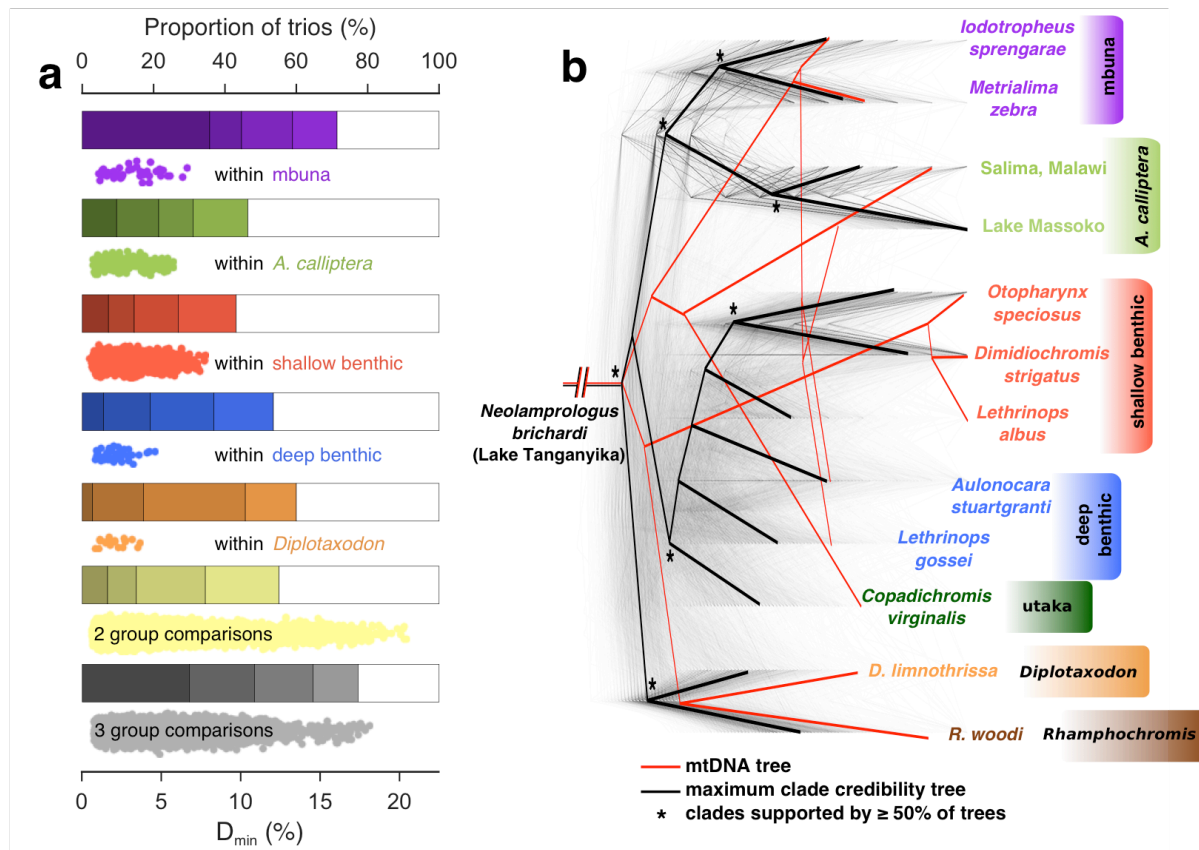 a
Proportion of trios (%)
0 20 40 60 80 100
within mbuna
within A. calliptera
within shallow benthic
within deep benthic
within Diplotaxodon
2 group comparisons
3 group comparisons
0 5 10 15 20
Dmin (%)
b
Iodotropheus
sprengarae
Metrialima
zebra
mbuna
Salima, Malawi
Lake Massoko
A. calliptera
Otopharynx
speciosus
Dimidiochromis
strigatus
Lethrinops
albus
shallow benthic
Neolamprologus
brichardi
(Lake Tanganyika)
Aulonocara
stuartgranti
Lethrinops
gossei
deep
benthic
Copadichromis
virginalis
utaka
D. limnothrissa
Diplotaxodon
R. woodi
Rhamphochromis
mtDNA tree
maximum clade credibility tree
* clades supported by ≥ 50% of trees